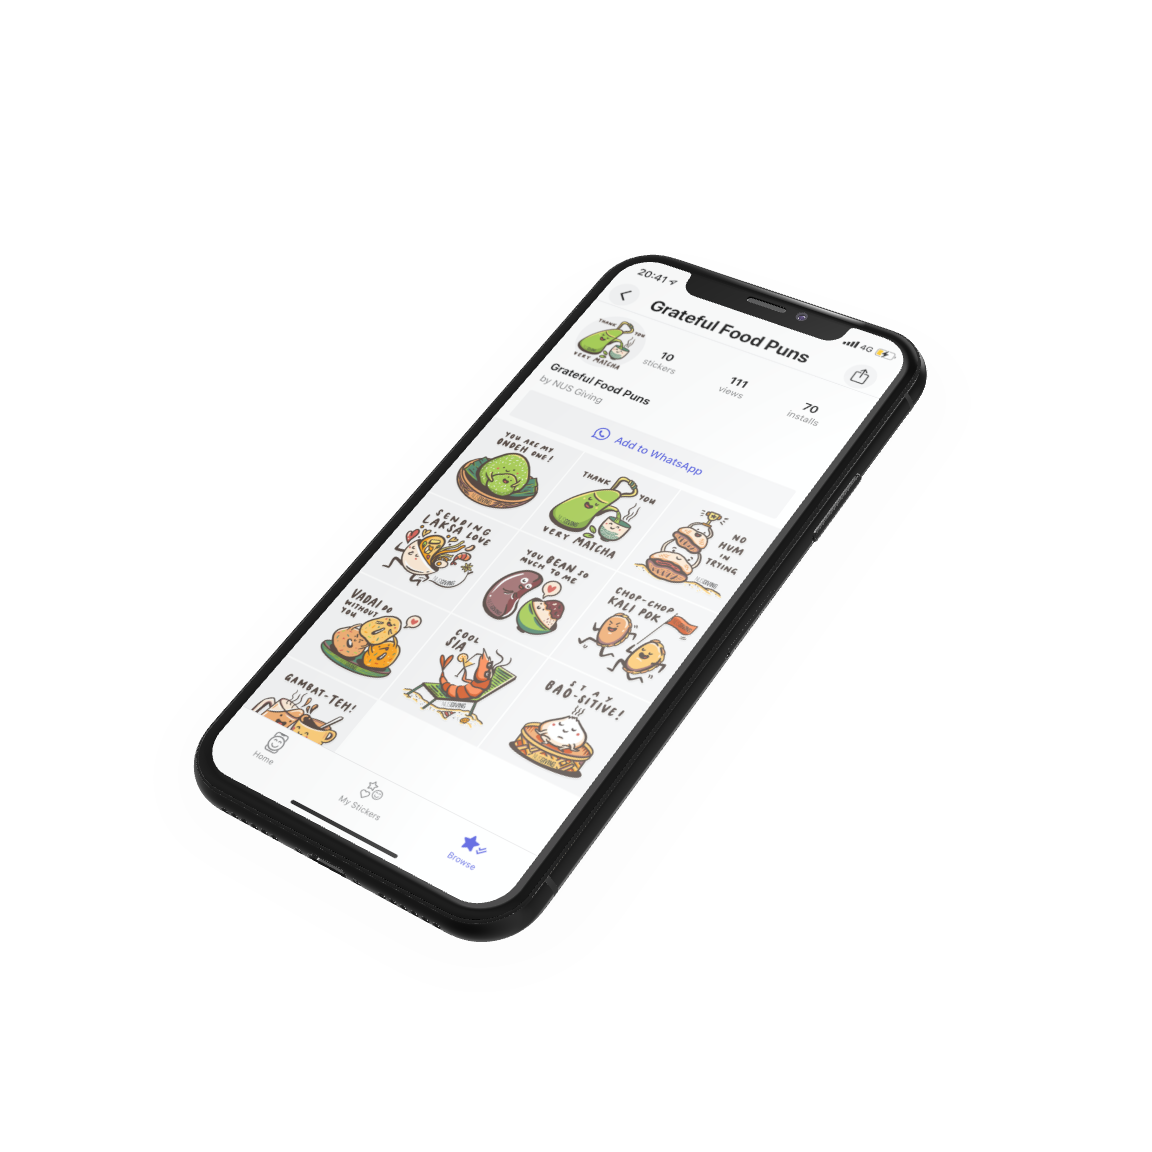 20:41
4G
Grateful Food Puns
THANK YOU
VERY MATCHA
10
stickers
111
views
70
installs
Grateful Food Puns
by NUS Giving
Add to WhatsApp
YOU ARE MY
ONDEH ONE!
THANK YOU
VERY MATCHA
NO
HUM
IN
TRYING
SENDING
LAKSA LOVE
YOU BEAN SO
MUCH TO ME
CHOP-CHOP
KALI POK
VADAI DO
WITHOUT
YOU
COOL
SIA
GIVING
STAY
BAO-SITIVE!
GAMBAT-TEH!
Home
My Stickers
Browse